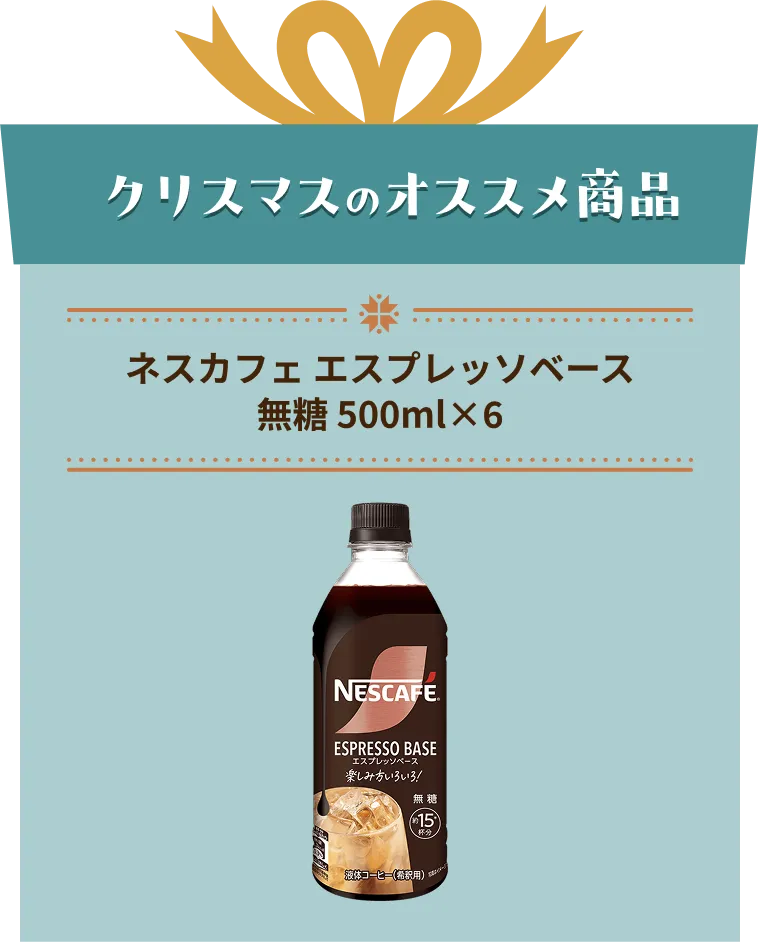 クリスマスのオススメ商品
ネスカフェ エスプレッソベース
無糖 500ml×6
NESCAFÉ
ESPRESSO BASE
エスプレッソベース
楽しみ方いろいろ!
無糖
約15*
杯分
液体コーヒー(希釈用)